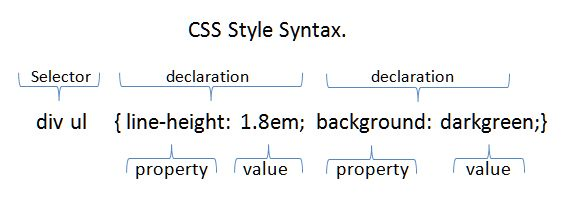 CSS Style Syntax.
Selector declaration declaration
div ul { line-height: 1.8em; background: darkgreen;}
property value property value